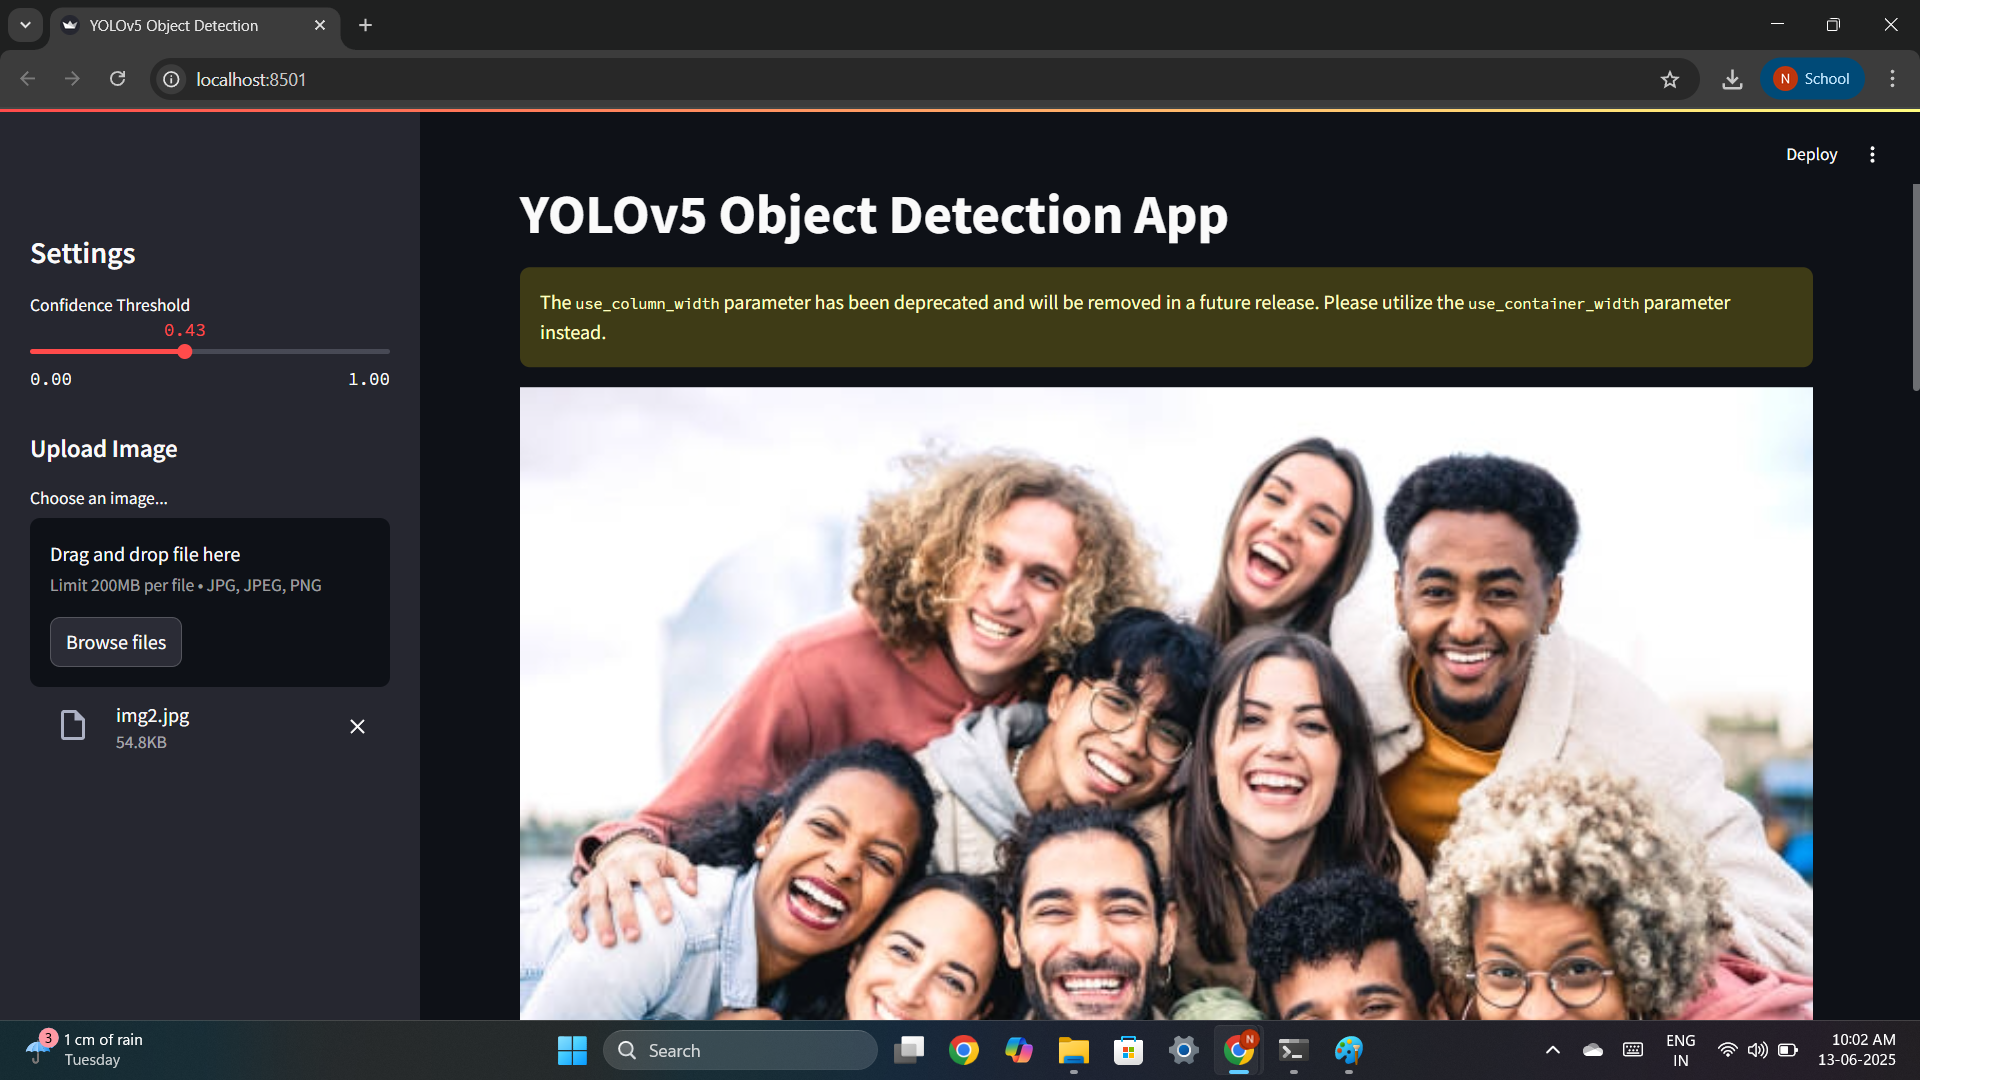 YOLOv5 Object Detection
localhost:8501
N School
Deploy
Settings
Confidence Threshold
0.43
0.00 1.00
Upload Image
Choose an image...
Drag and drop file here
Limit 200MB per file • JPG, JPEG, PNG
Browse files
img2.jpg
54.8KB
YOLOv5 Object Detection App
The use_column_width parameter has been deprecated and will be removed in a future release. Please utilize the use_container_width parameter
instead.
3
1 cm of rain
Tuesday
Search
N
ENG
IN
10:02 AM
13-06-2025